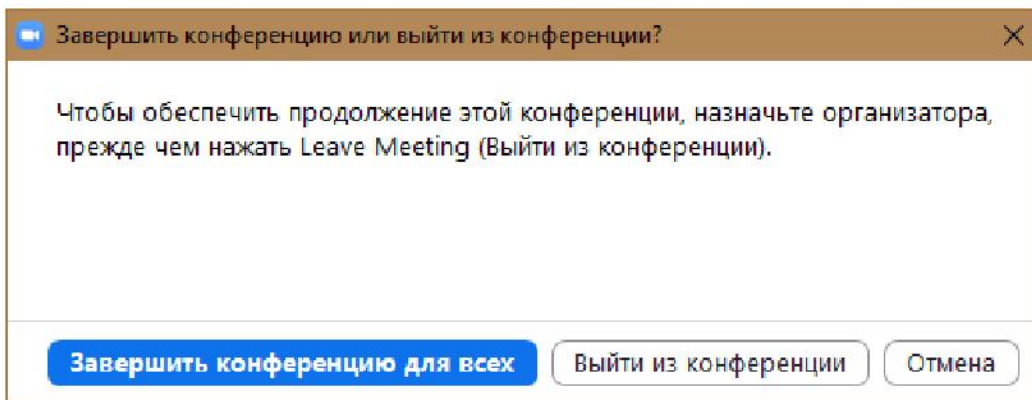 Завершить конференцию или выйти из конференции?
Чтобы обеспечить продолжение этой конференции, назначьте организатора,
прежде чем нажать Leave Meeting (Выйти из конференции).
Завершить конференцию для всех Выйти из конференции Отмена